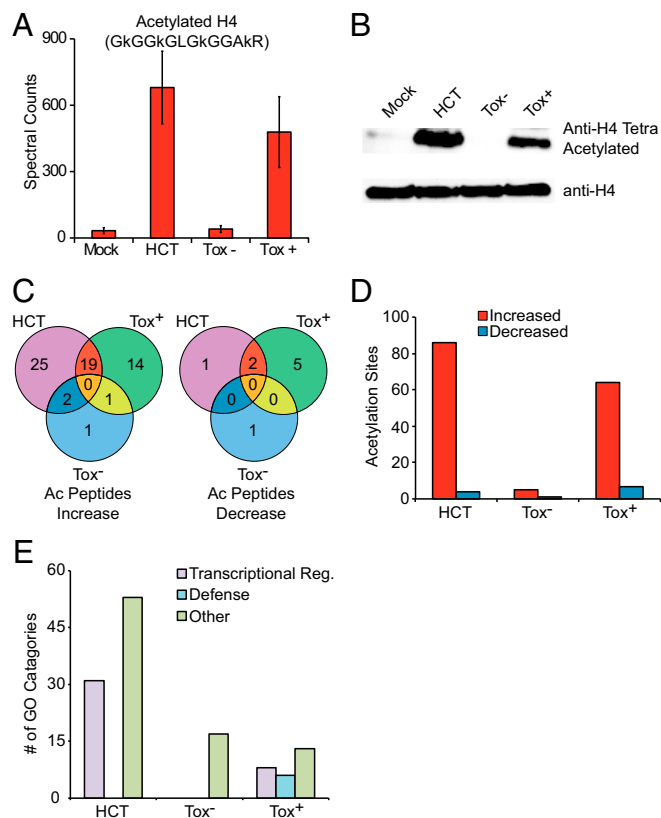 A
Acetylated H4
(GkGGkGLGkGGAkR)
900
600
300
0
Spectral Counts
Mock
HCT
Tox -
Tox +
B
Mock
HCT
Tox-
Tox+
Anti-H4 Tetra
Acetylated
anti-H4
C
HCT
Tox+
25
19
14
0
2
1
1
Tox-
Ac Peptides
Increase
HCT
Tox+
1
2
5
0
0
0
1
Tox-
Ac Peptides
Decrease
D
Increased
Decreased
100
80
60
40
20
0
Acetylation Sites
HCT
Tox-
Tox+
E
Transcriptional Reg.
Defense
Other
60
45
30
15
0
# of GO Catagories
HCT
Tox-
Tox+